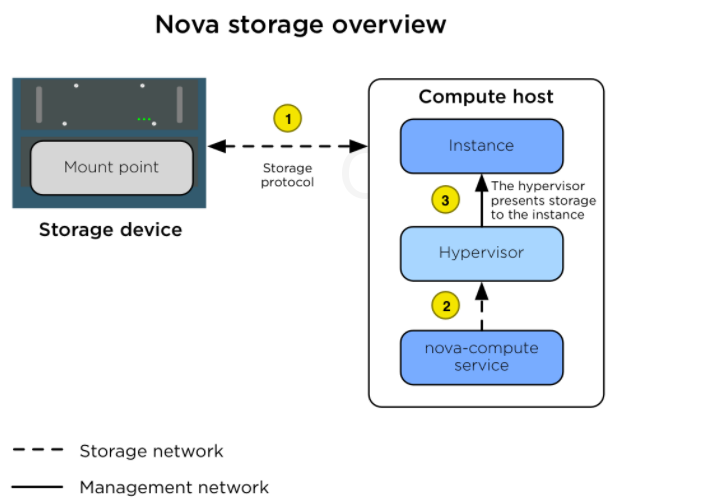 Nova storage overview
Compute host
1
Instance
Storage
protocol
Mount point
3
The hypervisor
presents storage
to the instance
Storage device
Hypervisor
2
nova-compute
service
Storage network
Management network